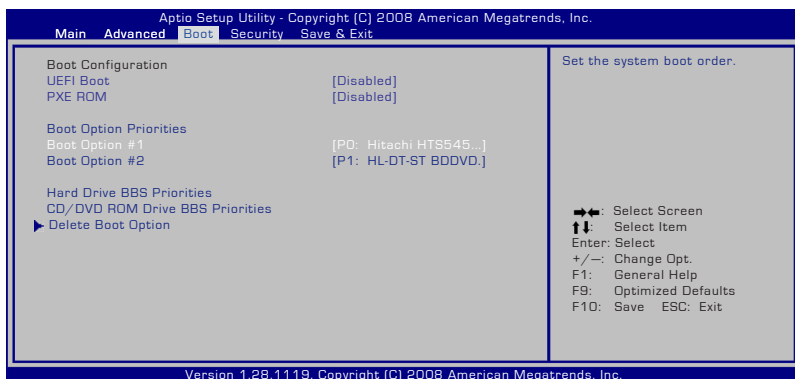 Aptio Setup Utility - Copyright (C) 2008 American Megatrends, Inc.
Main Advanced Boot Security Save & Exit
Boot Configuration
UEFI Boot [Disabled]
PXE ROM [Disabled]
Boot Option Priorities
Boot Option #1 [P0: Hitachi HTS545...]
Boot Option #2 [P1: HL-DT-ST BDDVD.]
Hard Drive BBS Priorities
CD/DVD ROM Drive BBS Priorities
Delete Boot Option
Set the system boot order.
→←: Select Screen
↑↓: Select Item
Enter: Select
+/—: Change Opt.
F1: General Help
F9: Optimized Defaults
F10: Save ESC: Exit
Version 1.28.1119. Copyright (C) 2008 American Megatrends, Inc.